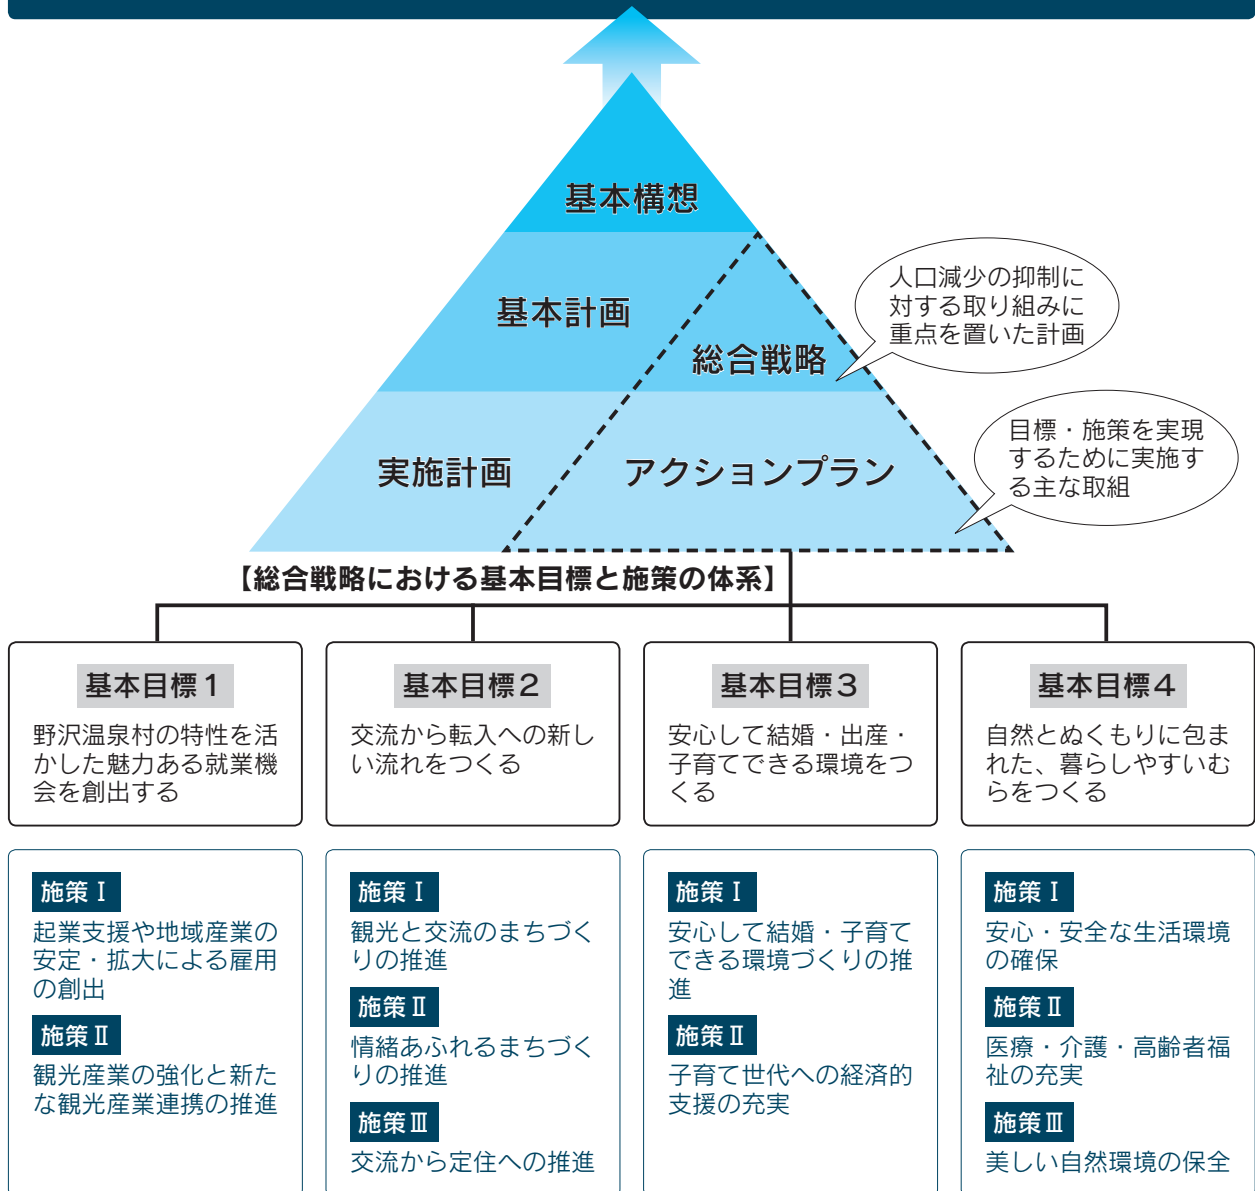 基本構想
基本計画
総合戦略
人口減少の抑制に
対する取り組みに
重点を置いた計画
実施計画
アクションプラン
目標・施策を実現
するために実施す
る主な取組
【総合戦略における基本目標と施策の体系】
基本目標1
野沢温泉村の特性を活
かした魅力ある就業機
会を創出する
基本目標2
交流から転入への新し
い流れをつくる
基本目標3
安心して結婚・出産・
子育てできる環境をつ
くる
基本目標4
自然とぬくもりに包ま
れた、暮らしやすいむ
らをつくる
施策Ⅰ
起業支援や地域産業の
安定・拡大による雇用
の創出
施策Ⅱ
観光産業の強化と新た
な観光産業連携の推進
施策Ⅰ
観光と交流のまちづく
りの推進
施策Ⅱ
情緒あふれるまちづく
りの推進
施策Ⅲ
交流から定住への推進
施策Ⅰ
安心して結婚・子育て
できる環境づくりの推
進
施策Ⅱ
子育て世代への経済的
支援の充実
施策Ⅰ
安心・安全な生活環境
の確保
施策Ⅱ
医療・介護・高齢者福
祉の充実
施策Ⅲ
美しい自然環境の保全